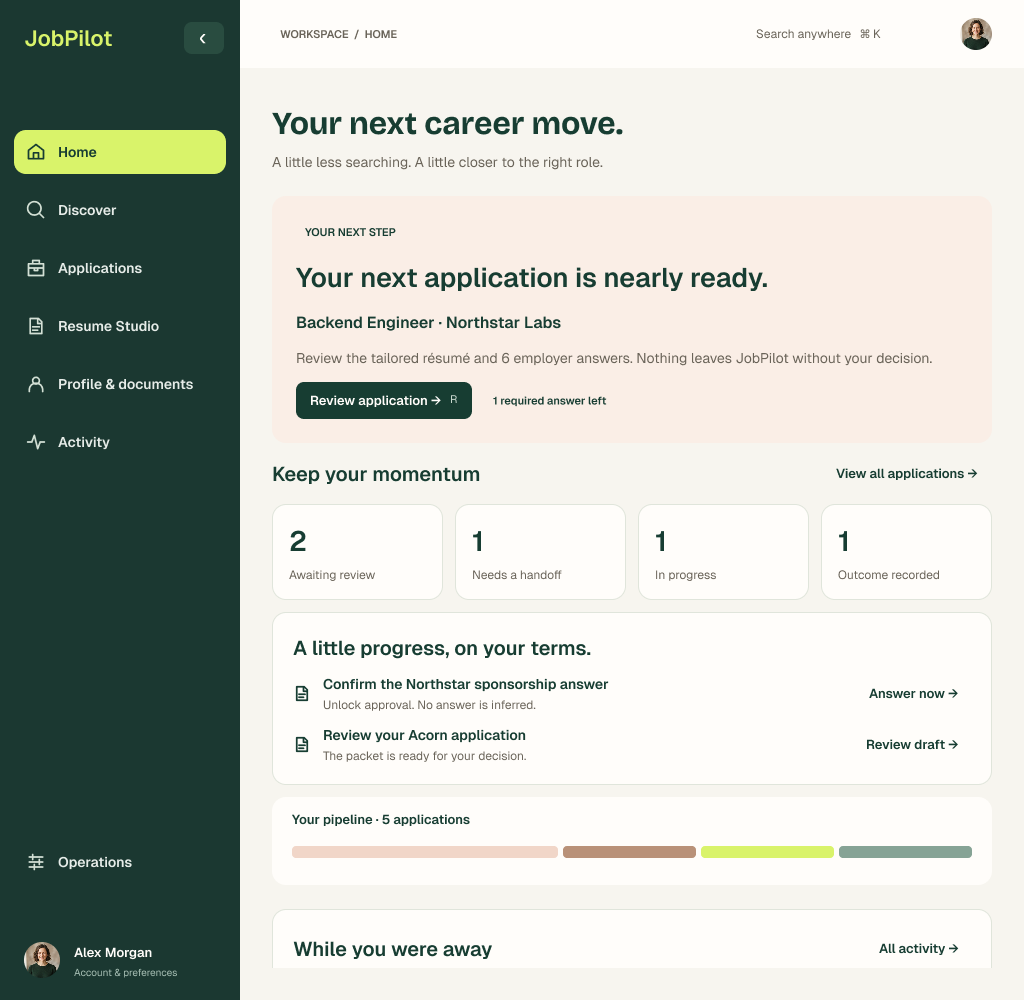 JobPilot
WORKSPACE / HOME
Search anywhere ⌘ K
Home
Discover
Applications
Resume Studio
Profile & documents
Activity
Operations
Alex Morgan
Account & preferences
Your next career move.
A little less searching. A little closer to the right role.
YOUR NEXT STEP
Your next application is nearly ready.
Backend Engineer · Northstar Labs
Review the tailored résumé and 6 employer answers. Nothing leaves JobPilot without your decision.
Review application → R
1 required answer left
Keep your momentum
View all applications →
2
Awaiting review
1
Needs a handoff
1
In progress
1
Outcome recorded
A little progress, on your terms.
Confirm the Northstar sponsorship answer
Unlock approval. No answer is inferred.
Answer now →
Review your Acorn application
The packet is ready for your decision.
Review draft →
Your pipeline · 5 applications
While you were away
All activity →